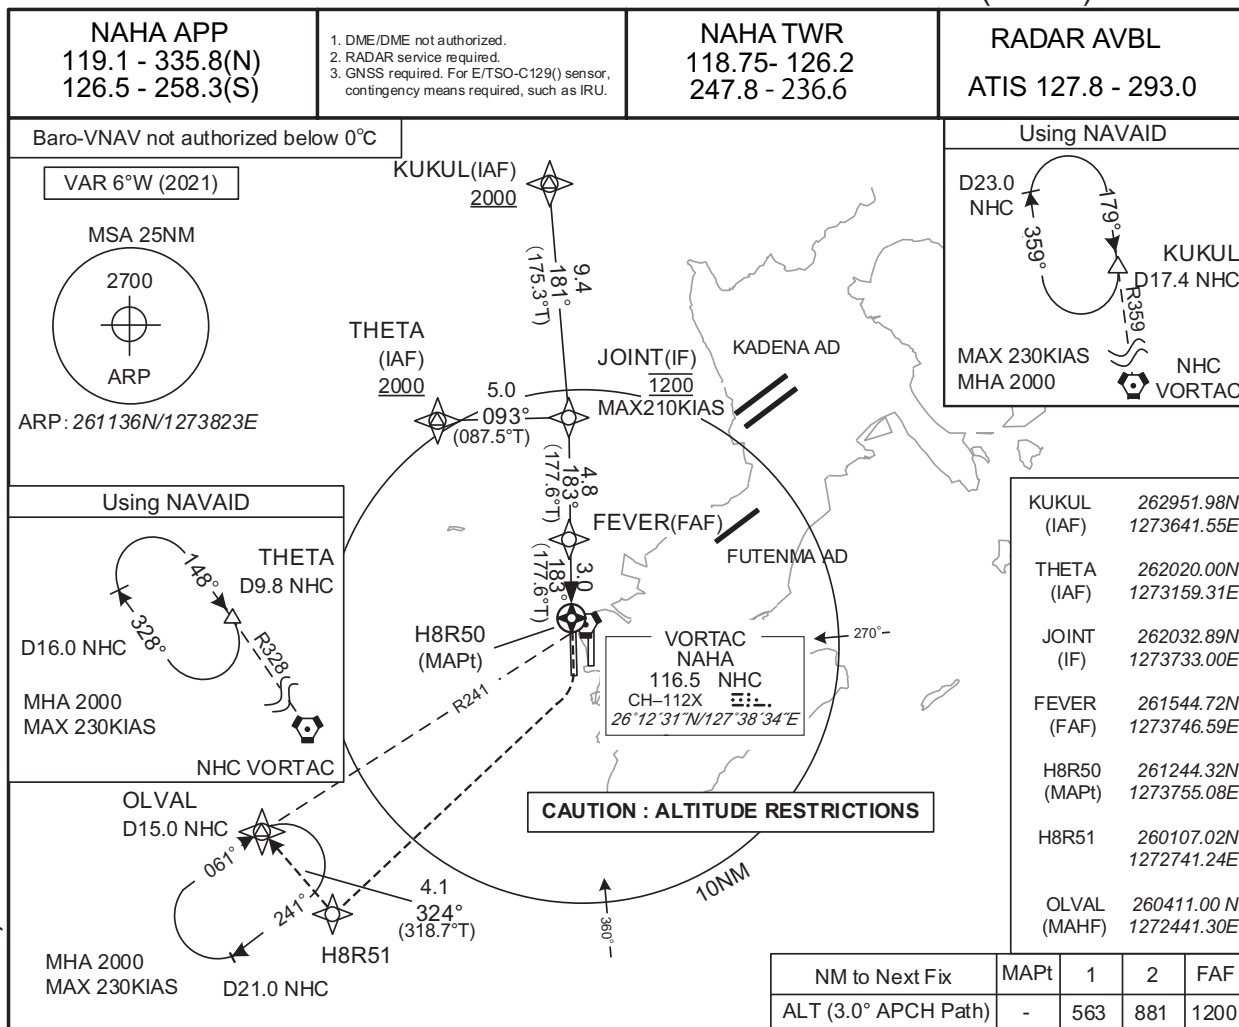 NAHA APP
119.1 - 335.8(N)
126.5 - 258.3(S)
1. DME/DME not authorized.
2. RADAR service required.
3. GNSS required. For E/TSO-C129() sensor,
contingency means required, such as IRU.
NAHA TWR
118.75- 126.2
247.8 - 236.6
RADAR AVBL
ATIS 127.8 - 293.0
Baro-VNAV not authorized below 0°C
VAR 6°W (2021)
MSA 25NM
2700
ARP
ARP : 261136N/1273823E
KUKUL(IAF)
2000
9.4
181°
(175.3°T)
THETA
(IAF)
2000
5.0
093°
(087.5°T)
JOINT(IF)
1200
MAX210KIAS
KADENA AD
4.8
183°
(177.6°T)
FEVER(FAF)
FUTENMA AD
3.0
183°
(177.6°T)
H8R50
(MAPt)
VORTAC
NAHA
116.5 NHC
CH–112X
26°12´31˝N/127°38´34˝E
270°
R241
Using NAVAID
D23.0
NHC
179°
359°
KUKUL
D17.4 NHC
R359
MAX 230KIAS
MHA 2000
NHC
VORTAC
Using NAVAID
THETA
D9.8 NHC
148°
328°
D16.0 NHC
R328
MHA 2000
MAX 230KIAS
NHC VORTAC
OLVAL
D15.0 NHC
061°
241°
4.1
324°
(318.7°T)
H8R51
MHA 2000
MAX 230KIAS
D21.0 NHC
CAUTION : ALTITUDE RESTRICTIONS
10NM
360°
KUKUL 262951.98N
(IAF) 1273641.55E
THETA 262020.00N
(IAF) 1273159.31E
JOINT 262032.89N
(IF) 1273733.00E
FEVER 261544.72N
(FAF) 1273746.59E
H8R50 261244.32N
(MAPt) 1273755.08E
H8R51 260107.02N
1272741.24E
OLVAL 260411.00 N
(MAHF) 1272441.30E
NM to Next Fix MAPt 1 2 FAF
ALT (3.0° APCH Path) - 563 881 1200